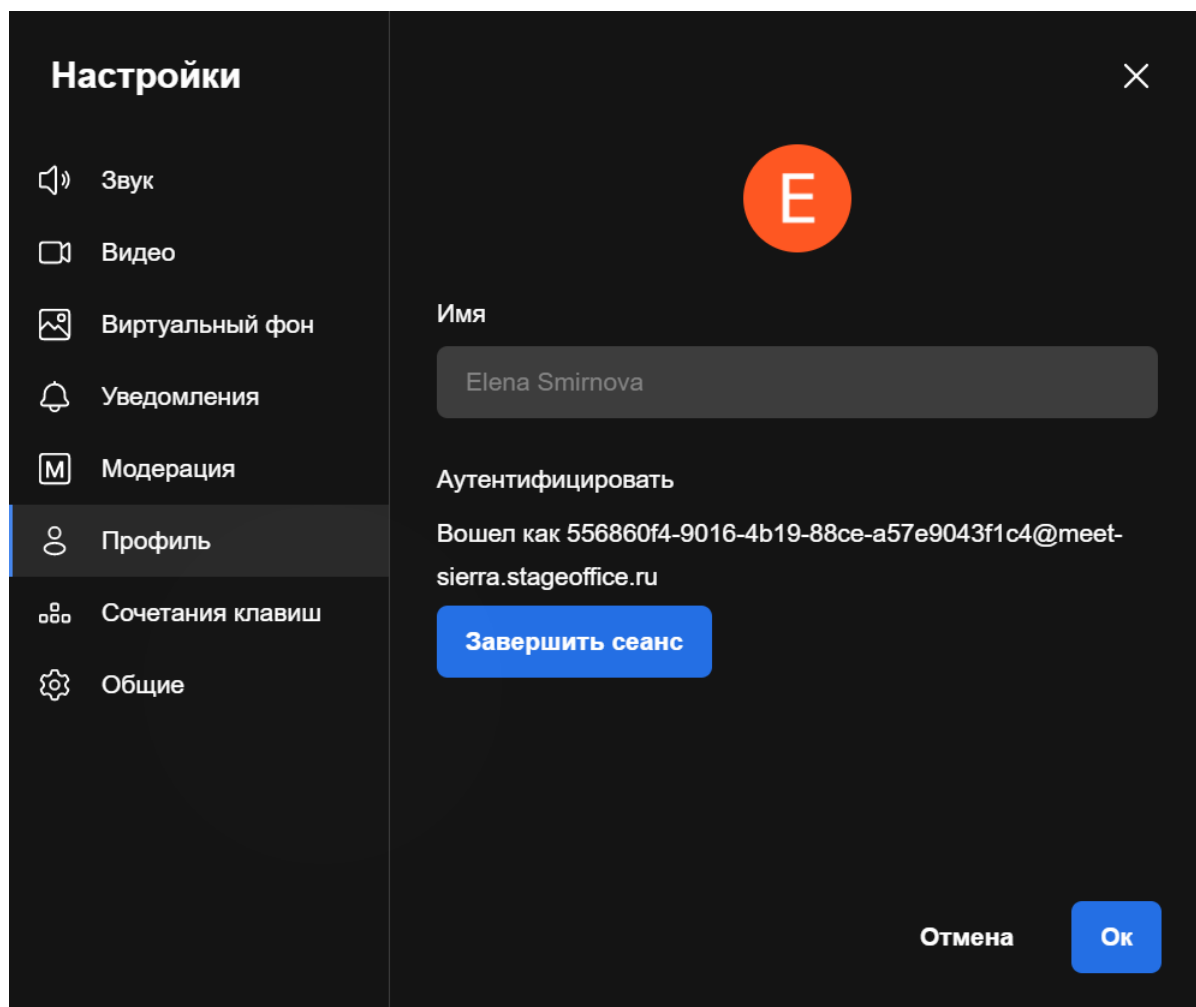 Настройки
Звук
Видео
Виртуальный фон
Уведомления
M Модерация
Профиль
Сочетания клавиш
Общие
E
Имя
Elena Smirnova
Аутентифицировать
Вошел как 556860f4-9016-4b19-88ce-a57e9043f1c4@meet-
sierra.stageoffice.ru
Завершить сеанс
Отмена
Ок